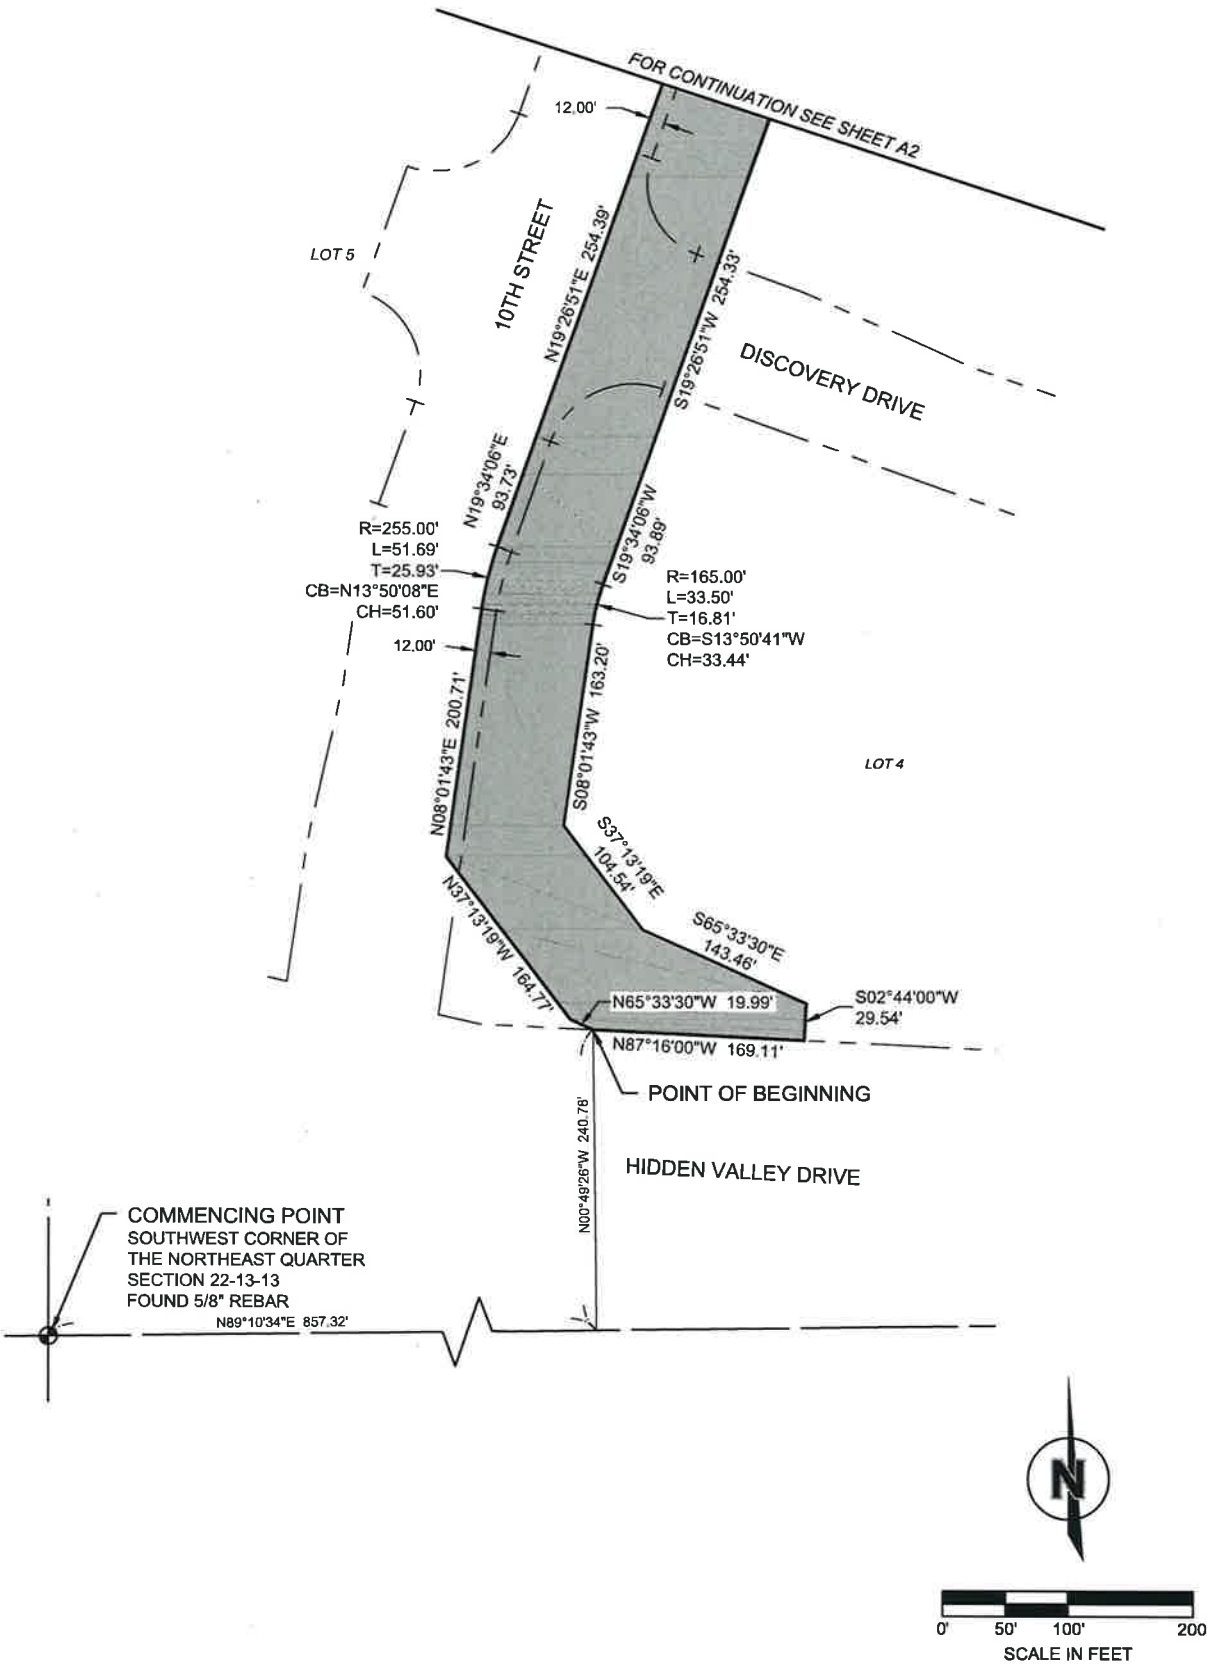 FOR CONTINUATION SEE SHEET A2
12.00'
LOT 5
10TH STREET
N19°26'51"E 254.39'
S19°26'51"W 254.33'
DISCOVERY DRIVE
N19°34'06"E
93.73'
S19°34'06"W
93.89'
R=255.00'
L=51.69'
T=25.93'
CB=N13°50'08"E
CH=51.60'
R=165.00'
L=33.50'
T=16.81'
CB=S13°50'41"W
CH=33.44'
12.00'
N08°01'43"E 200.71'
S08°01'43"W 163.20'
LOT 4
S37°13'19"E
104.54'
N37°13'19"W 164.77'
S65°33'30"E
143.46'
N65°33'30"W 19.99'
S02°44'00"W
29.54'
N87°16'00"W 169.11'
POINT OF BEGINNING
N00°49'26"W 240.76'
HIDDEN VALLEY DRIVE
COMMENCING POINT
SOUTHWEST CORNER OF
THE NORTHEAST QUARTER
SECTION 22-13-13
FOUND 5/8" REBAR
N89°10'34"E 857.32'
N
0' 50' 100' 200
SCALE IN FEET